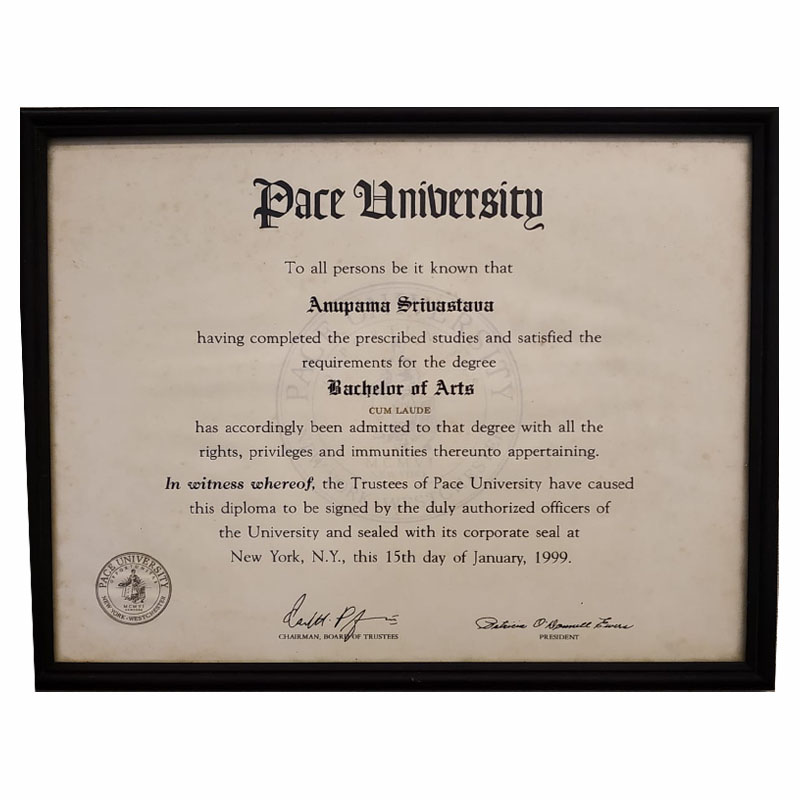 Pace University
To all persons be it known that
Anupama Srivastava
having completed the prescribed studies and satisfied the
requirements for the degree
Bachelor of Arts
CUM LAUDE
has accordingly been admitted to that degree with all the
rights, privileges and immunities thereunto appertaining.
In witness whereof, the Trustees of Pace University have caused
this diploma to be signed by the duly authorized officers of
the University and sealed with its corporate seal at
New York, N.Y., this 15th day of January, 1999.
PACE UNIVERSITY
OPPORTUNITAS
MCMVI
NEW YORK · WESTCHESTER
CHAIRMAN, BOARD OF TRUSTEES
Patricia O'Donnell Ewers
PRESIDENT